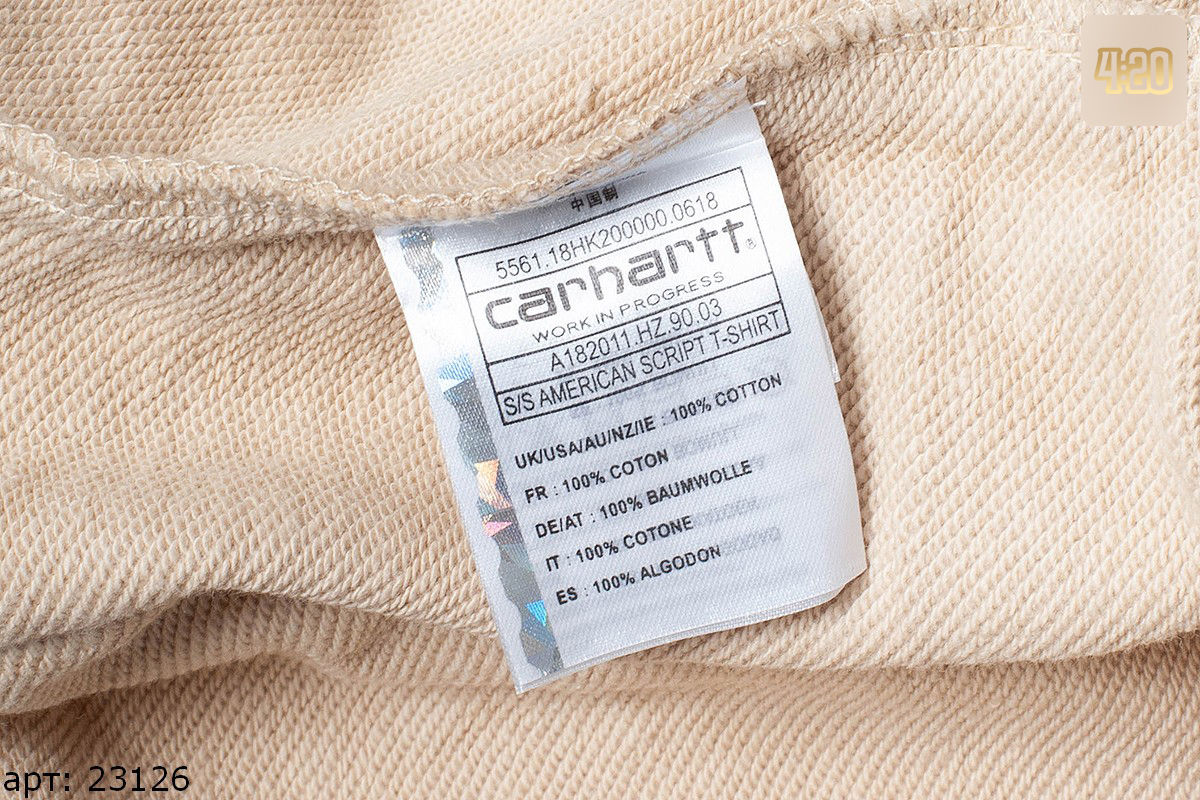 4:20
中国制
5561.18HK200000.0618
carhartt®
WORK IN PROGRESS
A182011.HZ.90.03
S/S AMERICAN SCRIPT T-SHIRT
UK/USA/AU/NZ/IE : 100% COTTON
FR : 100% COTON
DE/AT : 100% BAUMWOLLE
IT : 100% COTONE
ES : 100% ALGODON
арт: 23126